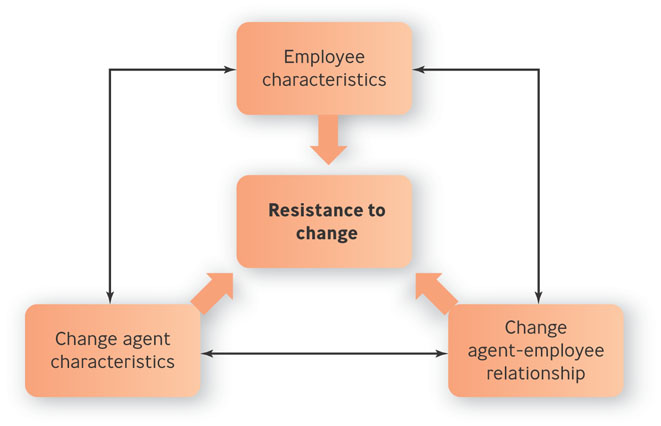 Employee
characteristics
Resistance to
change
Change agent
characteristics
Change
agent-employee
relationship